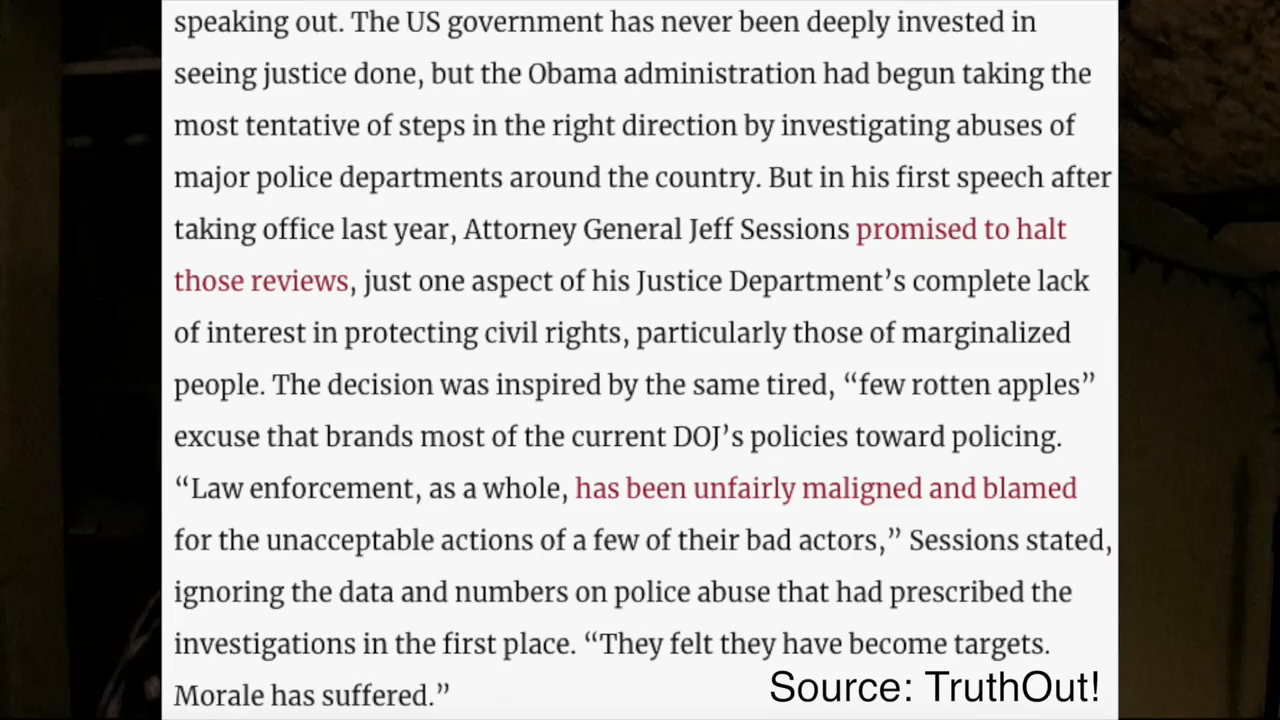 speaking out. The US government has never been deeply invested in
seeing justice done, but the Obama administration had begun taking the
most tentative of steps in the right direction by investigating abuses of
major police departments around the country. But in his first speech after
taking office last year, Attorney General Jeff Sessions promised to halt
those reviews, just one aspect of his Justice Department’s complete lack
of interest in protecting civil rights, particularly those of marginalized
people. The decision was inspired by the same tired, “few rotten apples”
excuse that brands most of the current DOJ’s policies toward policing.
“Law enforcement, as a whole, has been unfairly maligned and blamed
for the unacceptable actions of a few of their bad actors,” Sessions stated,
ignoring the data and numbers on police abuse that had prescribed the
investigations in the first place. “They felt they have become targets.
Morale has suffered.”
Source: TruthOut!